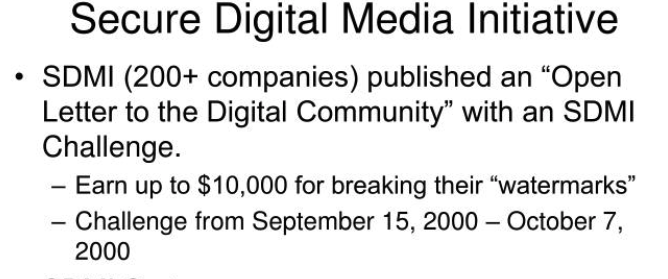 Secure Digital Media Initiative
• SDMI (200+ companies) published an “Open
Letter to the Digital Community” with an SDMI
Challenge.
– Earn up to $10,000 for breaking their “watermarks”
– Challenge from September 15, 2000 – October 7,
2000